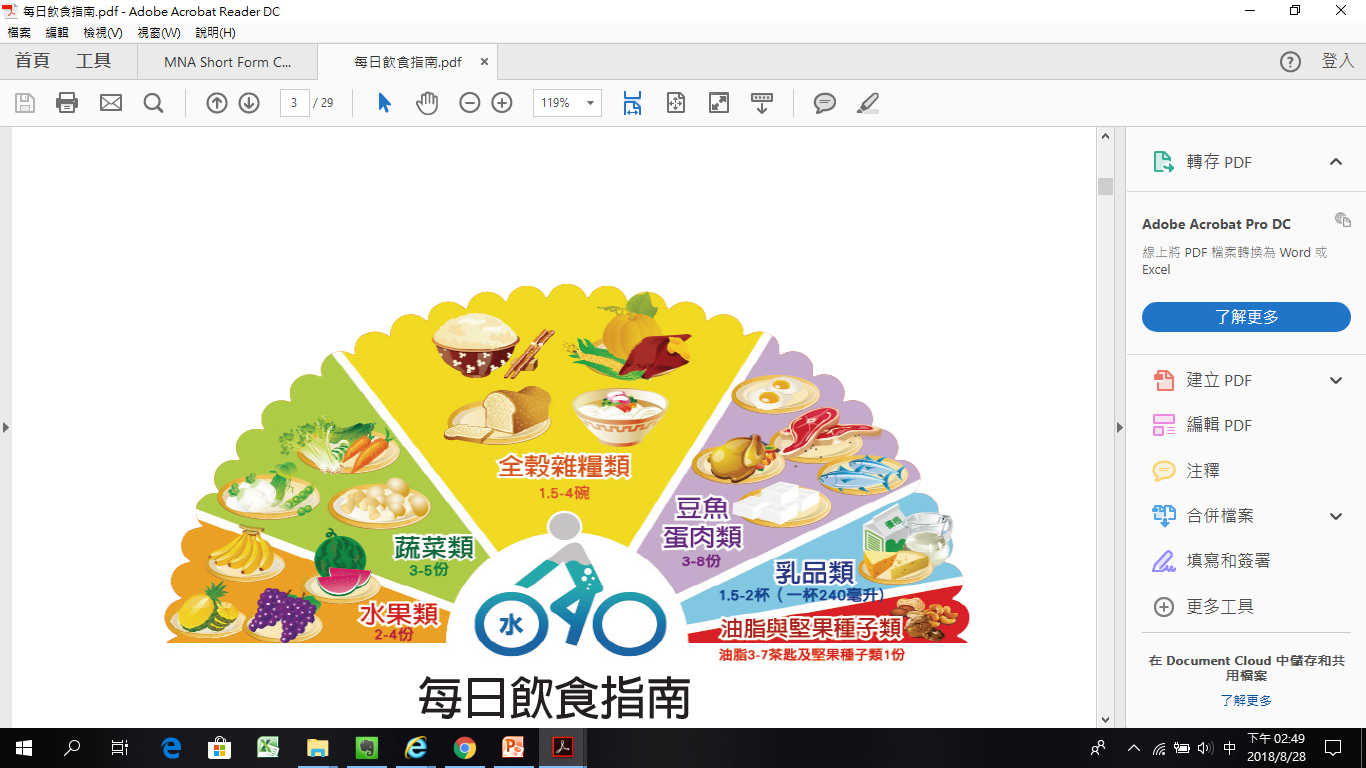 每日飲食指南.pdf - Adobe Acrobat Reader DC
檔案 編輯 檢視(V) 視窗(W) 說明(H)
首頁 工具 MNA Short Form C... 每日飲食指南.pdf × 登入
3 / 29 119%
全穀雜糧類
1.5-4碗
豆魚
蛋肉類
3-8份
蔬菜類
3-5份
乳品類
1.5-2杯（一杯240毫升）
水果類
2-4份
水
油脂與堅果種子類
油脂3-7茶匙及堅果種子類1份
每日飲食指南
轉存 PDF
Adobe Acrobat Pro DC
線上將 PDF 檔案轉換為 Word 或
Excel
了解更多
建立 PDF
編輯 PDF
注釋
合併檔案
填寫和簽署
更多工具
在 Document Cloud 中儲存和共
用檔案
了解更多
中
下午 02:49
2018/8/28